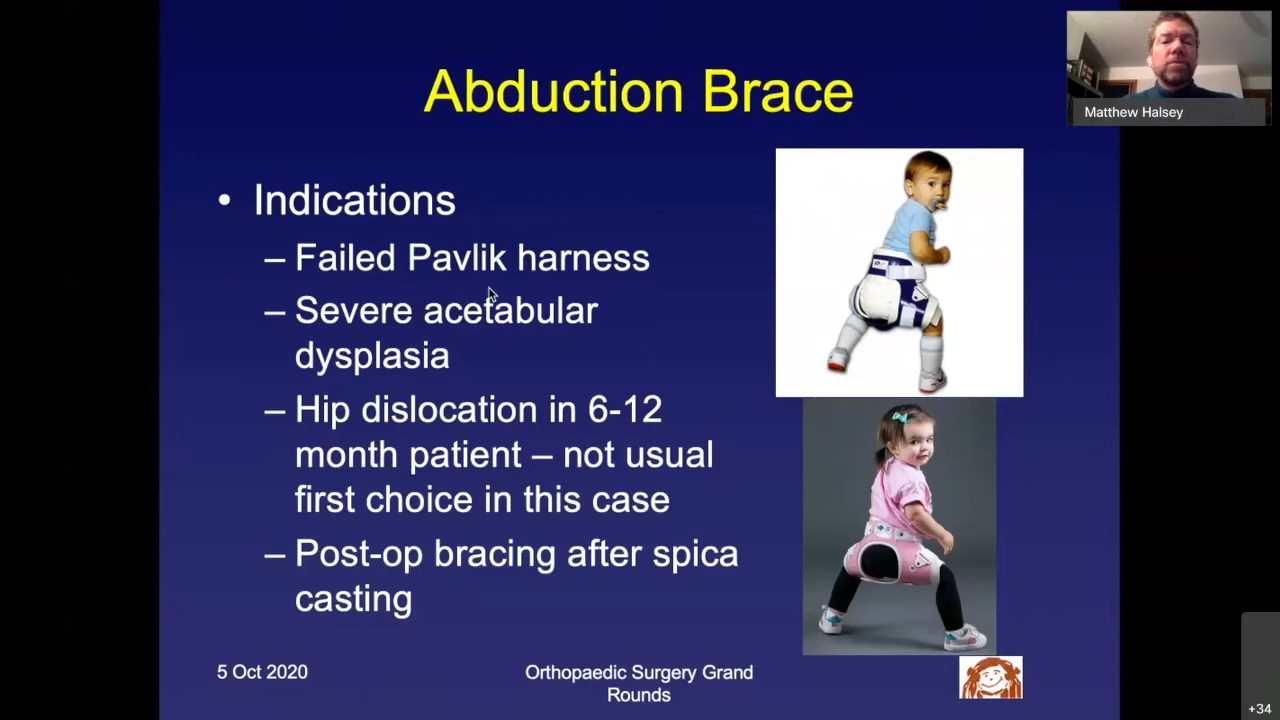 Abduction Brace
Matthew Halsey
• Indications
– Failed Pavlik harness
– Severe acetabular
dysplasia
– Hip dislocation in 6-12
month patient – not usual
first choice in this case
– Post-op bracing after spica
casting
5 Oct 2020
Orthopaedic Surgery Grand
Rounds
+34